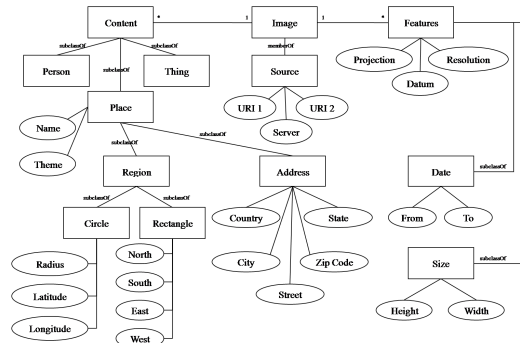 Content * 1 Image 1 * Features
subclassOf subclassOf subclassOf memberOf
Person Thing Source Projection Resolution
Datum
Place URI 1 URI 2
Server
Name
subclassOf subclassOf
Theme
Region Address Date subclassOf
subclassOf subclassOf
Circle Rectangle Country State From To
North
Radius City Zip Code Size subclassOf
South
Latitude Street
East Height Width
Longitude
West